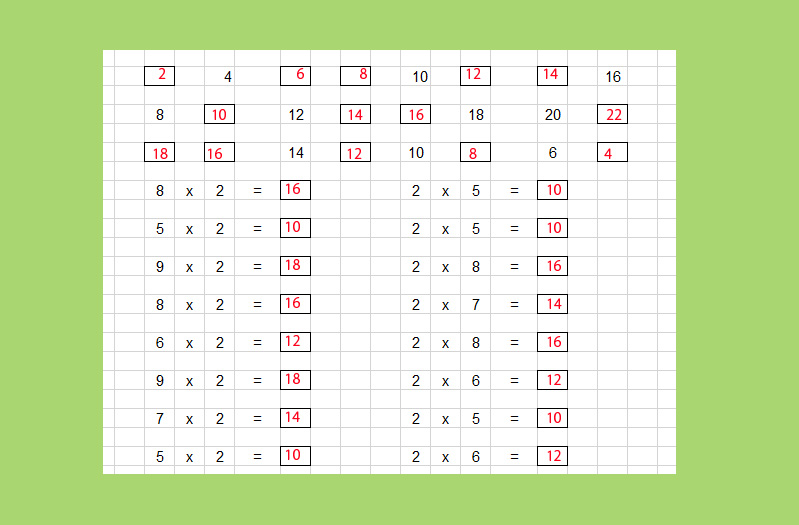 2 4 6 8 10 12 14 16
8 10 12 14 16 18 20 22
18 16 14 12 10 8 6 4
8 x 2 = 16 2 x 5 = 10
5 x 2 = 10 2 x 5 = 10
9 x 2 = 18 2 x 8 = 16
8 x 2 = 16 2 x 7 = 14
6 x 2 = 12 2 x 8 = 16
9 x 2 = 18 2 x 6 = 12
7 x 2 = 14 2 x 5 = 10
5 x 2 = 10 2 x 6 = 12